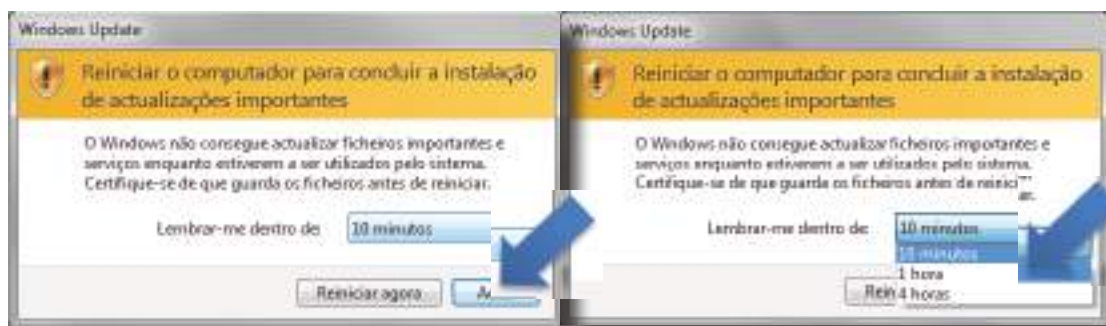 Windows Update
Reiniciar o computador para concluir a instalação
de actualizações importantes
O Windows não consegue actualizar ficheiros importantes e
serviços enquanto estiverem a ser utilizados pelo sistema.
Certifique-se de que guarda os ficheiros antes de reiniciar.
Lembrar-me dentro de: 10 minutos
Reiniciar agora
Windows Update
Reiniciar o computador para concluir a instalação
de actualizações importantes
O Windows não consegue actualizar ficheiros importantes e
serviços enquanto estiverem a ser utilizados pelo sistema.
Certifique-se de que guarda os ficheiros antes de reiniciar.
Lembrar-me dentro de: 10 minutos
10 minutos
1 hora
4 horas